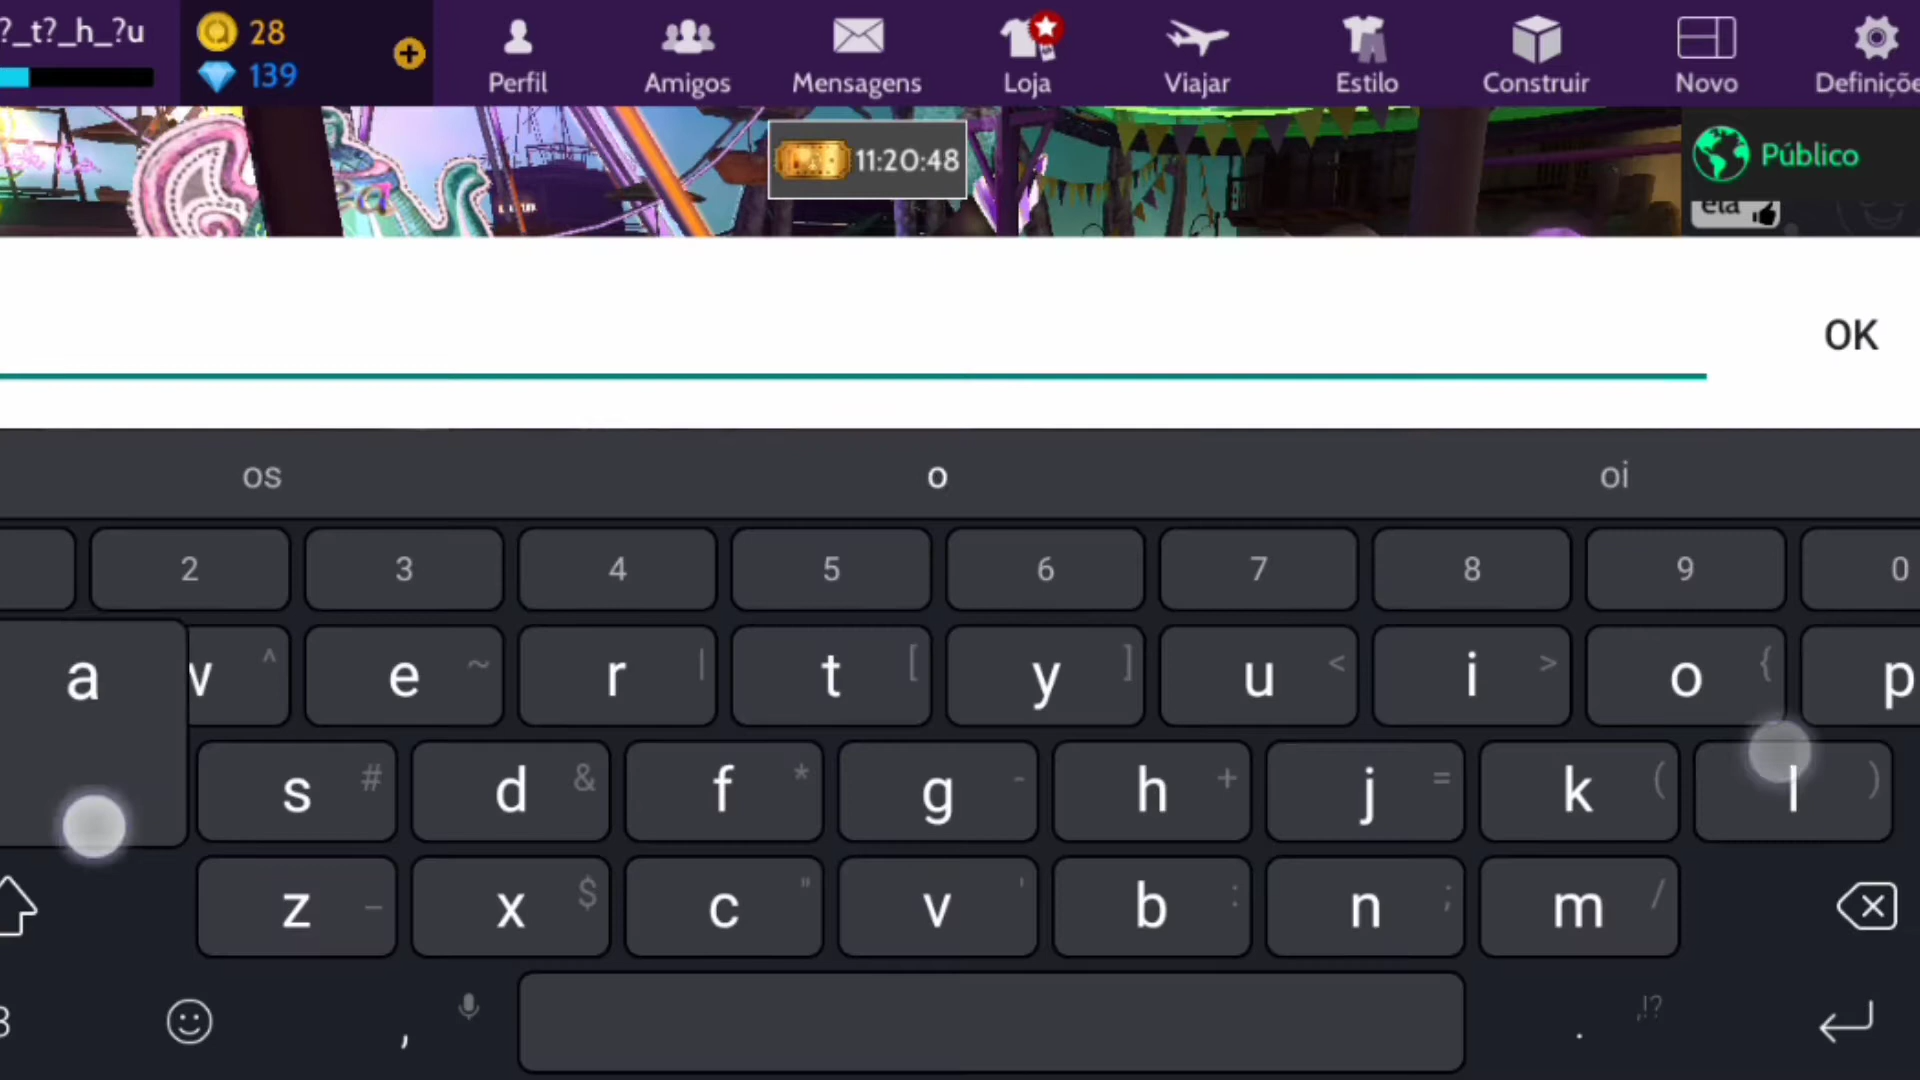 ?_t?_h_?u
28
139
Perfil
Amigos
Mensagens
Loja
Viajar
Estilo
Construir
Novo
Definiçõe
11:20:48
Público
ela
OK
os
o
oi
2 3 4 5 6 7 8 9 0
a
^ e ~ r | t [ y ] u < i > o { p
s # d & f * g - h + j = k ( l )
z _ x $ c " v ' b : n ; m /
, . ,!?